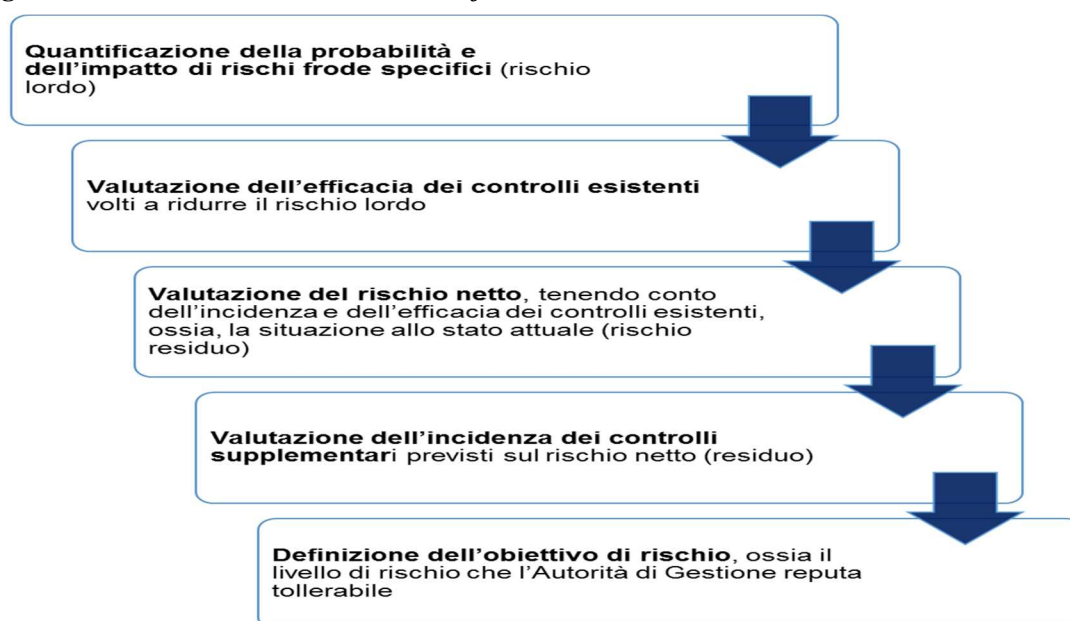 Quantificazione della probabilità e
dell'impatto di rischi frode specifici (rischio
lordo)
Valutazione dell'efficacia dei controlli esistenti
volti a ridurre il rischio lordo
Valutazione del rischio netto, tenendo conto
dell'incidenza e dell'efficacia dei controlli esistenti,
ossia, la situazione allo stato attuale (rischio
residuo)
Valutazione dell'incidenza dei controlli
supplementari previsti sul rischio netto (residuo)
Definizione dell'obiettivo di rischio, ossia il
livello di rischio che l'Autorità di Gestione reputa
tollerabile